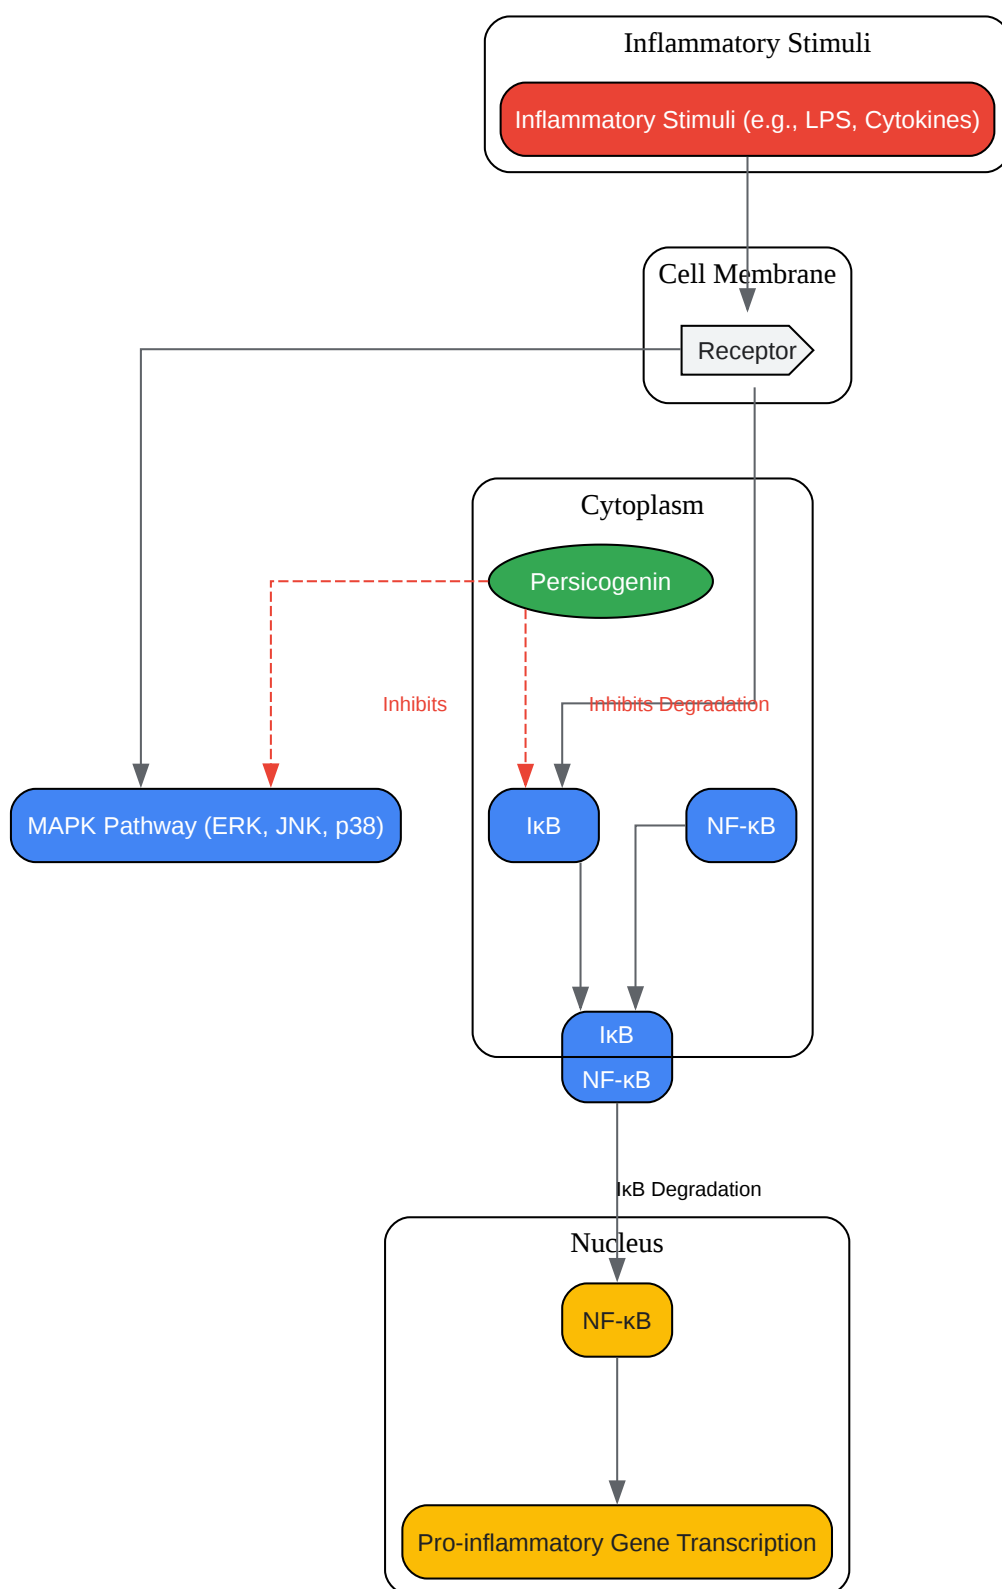 Inflammatory Stimuli
Inflammatory Stimuli (e.g., LPS, Cytokines)
Cell Membrane
Receptor
Cytoplasm
Persicogenin
Inhibits
Inhibits Degradation
MAPK Pathway (ERK, JNK, p38)
IκB
NF-κB
IκB
NF-κB
IκB Degradation
Nucleus
NF-κB
Pro-inflammatory Gene Transcription